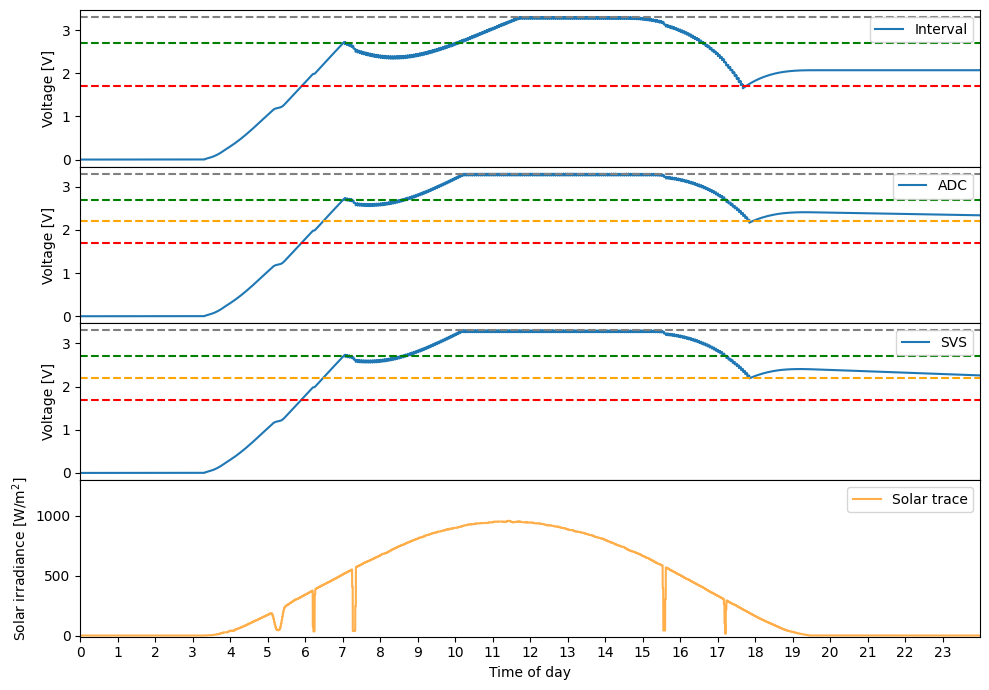 Voltage [V]
3
2
1
0
Interval
Voltage [V]
3
2
1
0
ADC
Voltage [V]
3
2
1
0
SVS
Solar irradiance [W/m²]
1000
500
0
Solar trace
0 1 2 3 4 5 6 7 8 9 10 11 12 13 14 15 16 17 18 19 20 21 22 23
Time of day